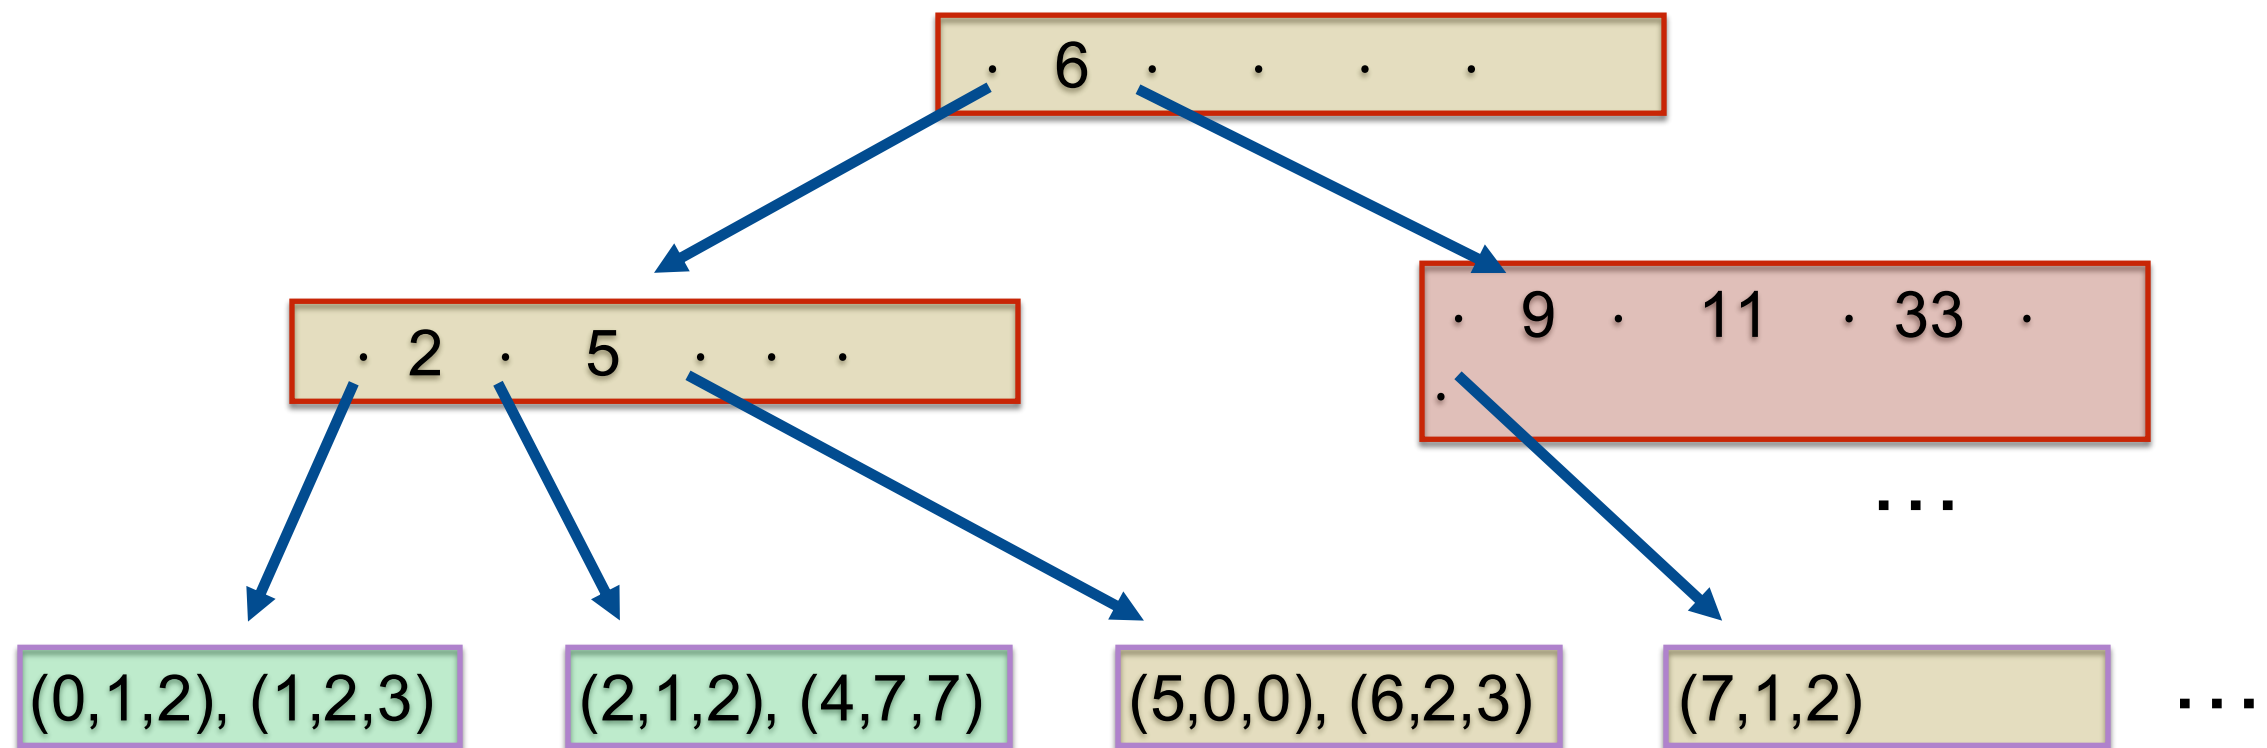 · 6 · · · ·
· 2 · 5 · · ·
· 9 · 11 · 33 ·
·
...
(0,1,2), (1,2,3)
(2,1,2), (4,7,7)
(5,0,0), (6,2,3)
(7,1,2)
...